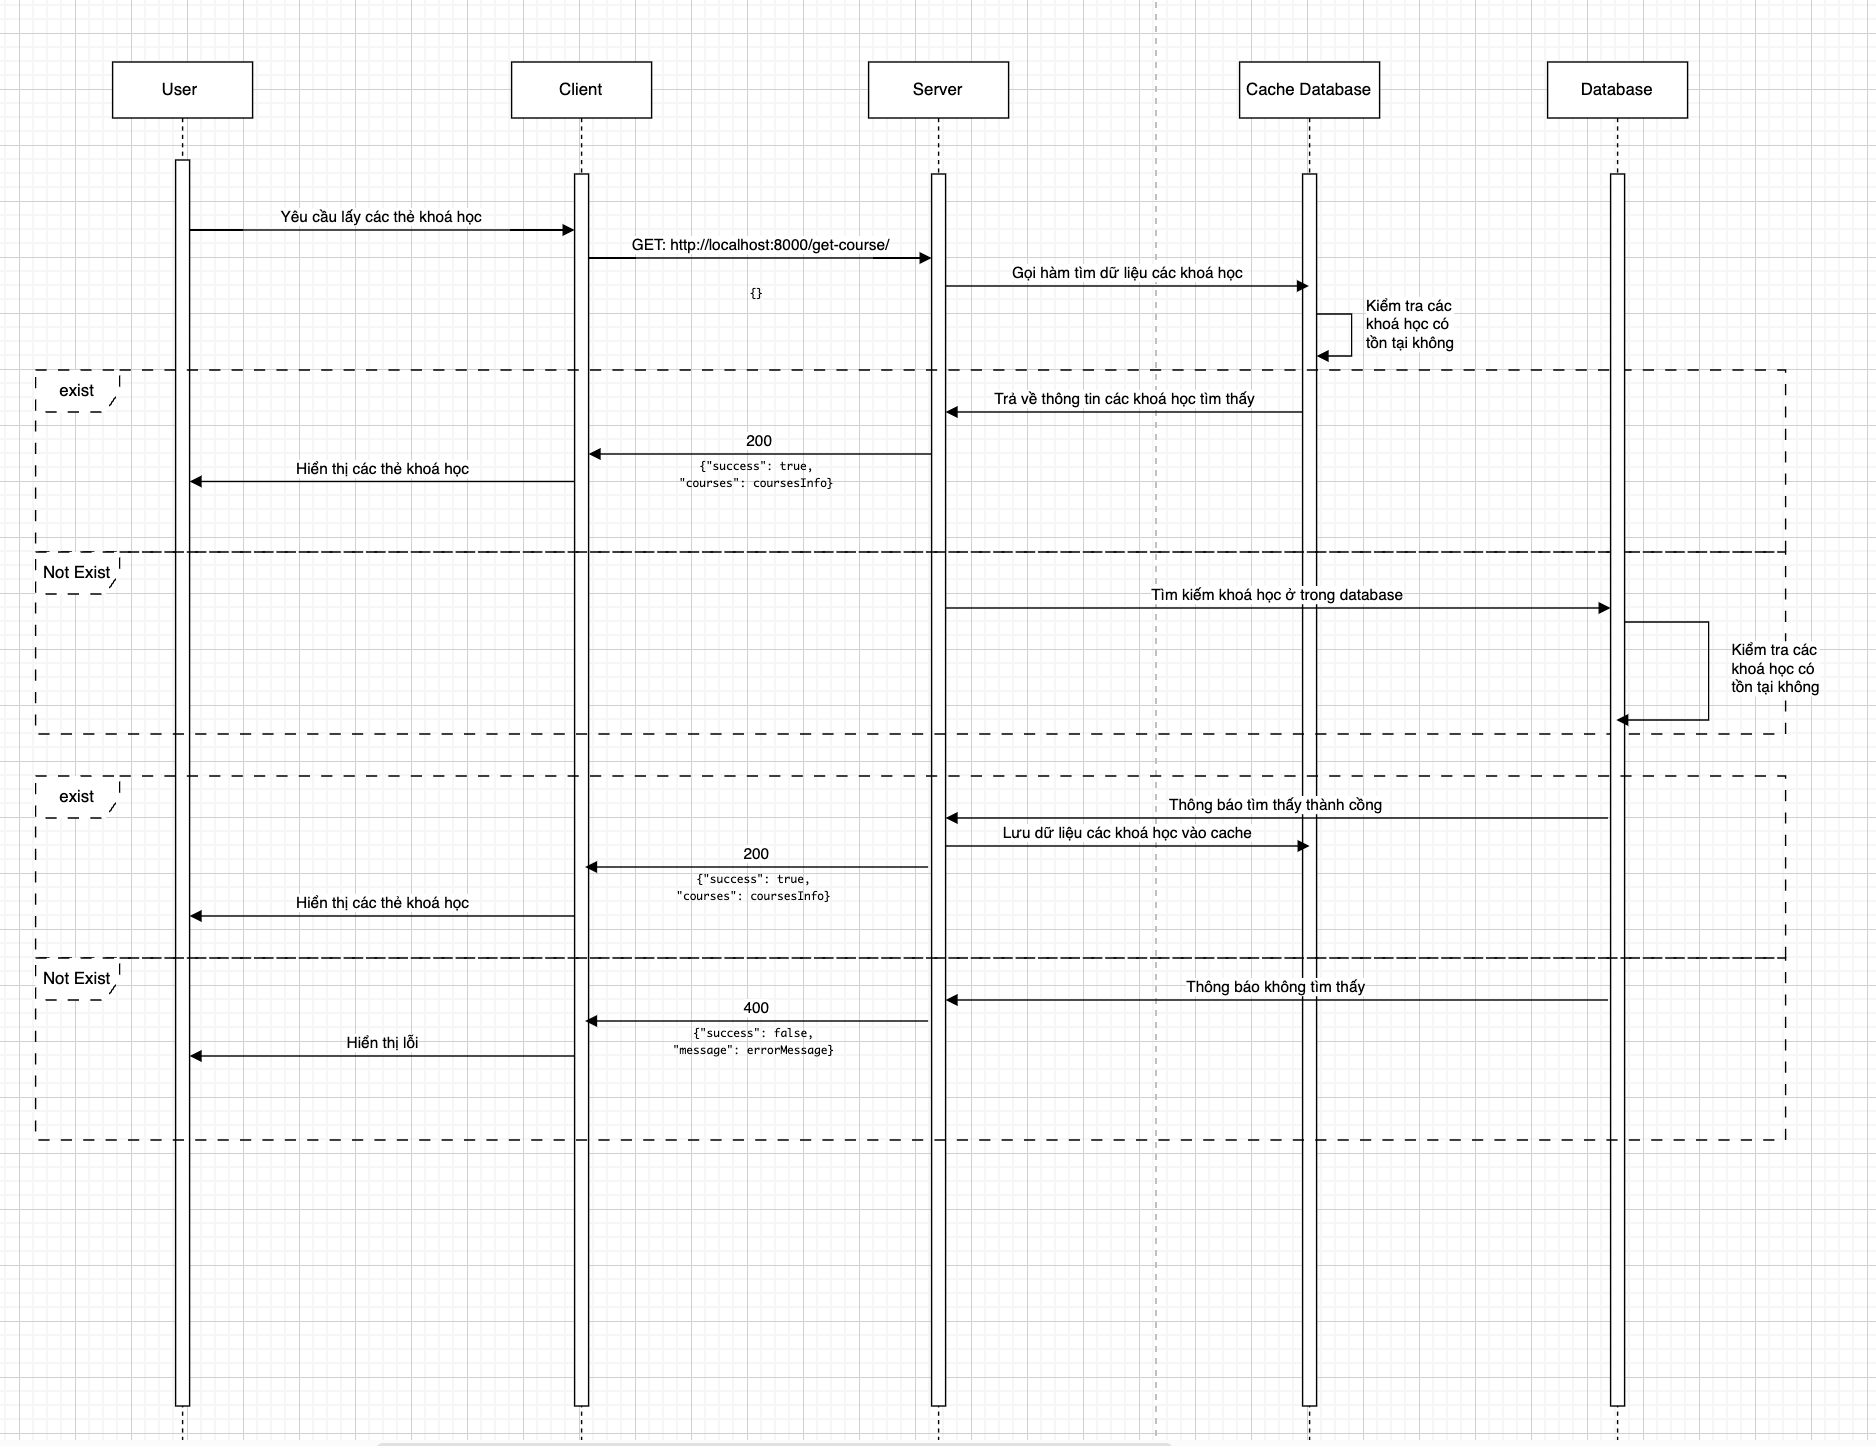 User
Client
Server
Cache Database
Database
Yêu cầu lấy các thẻ khoá học
GET: http://localhost:8000/get-course/
{}
Gọi hàm tìm dữ liệu các khoá học
Kiểm tra các
khoá học có
tồn tại không
exist
Trả về thông tin các khoá học tìm thấy
200
{"success": true,
"courses": coursesInfo}
Hiển thị các thẻ khoá học
Not Exist
Tìm kiếm khoá học ở trong database
Kiểm tra các
khoá học có
tồn tại không
exist
Thông báo tìm thấy thành cồng
Lưu dữ liệu các khoá học vào cache
200
{"success": true,
"courses": coursesInfo}
Hiển thị các thẻ khoá học
Not Exist
Thông báo không tìm thấy
400
{"success": false,
"message": errorMessage}
Hiển thị lỗi